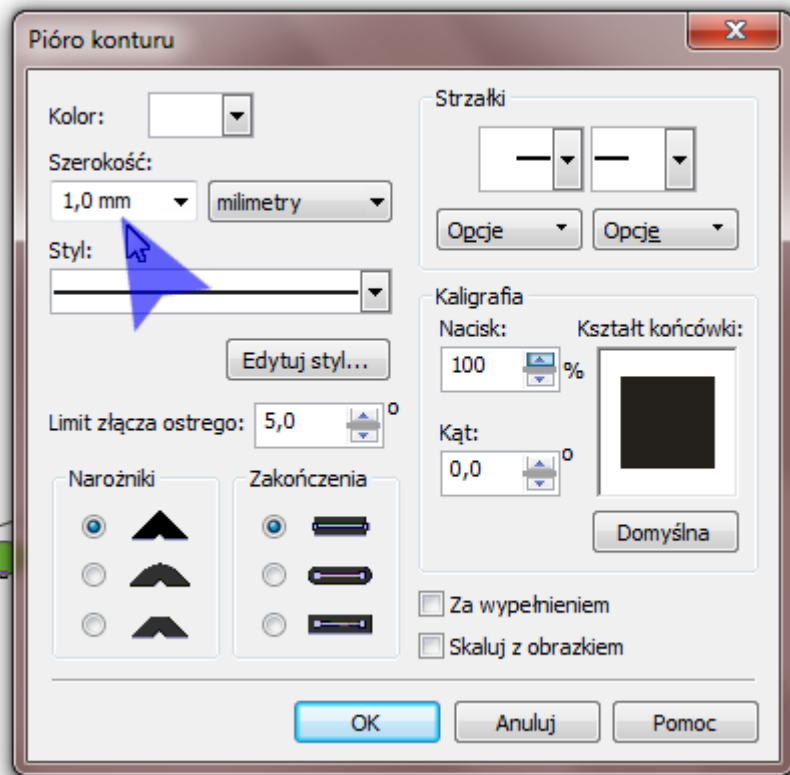 Pióro konturu
Kolor:
Szerokość:
1,0 mm milimetry
Styl:
Edytuj styl...
Limit złącza ostrego: 5,0 °
Narożniki
Zakończenia
Strzałki
Opcje Opcje
Kaligrafia
Nacisk: Kształt końcówki:
100 %
Kąt:
0,0 °
Domyślna
Za wypełnieniem
Skaluj z obrazkiem
OK Anuluj Pomoc